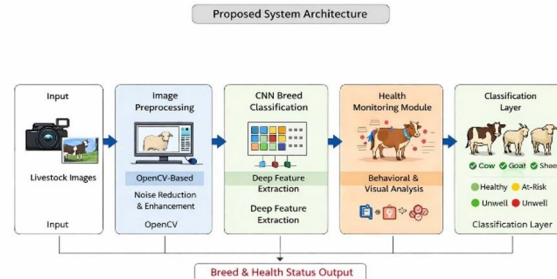 Proposed System Architecture
Input
Livestock Images
Input
Image
Preprocessing
OpenCV-Based
Noise Reduction
& Enhancement
OpenCV
CNN Breed
Classification
Deep Feature
Extraction
Deep Feature
Extraction
Health
Monitoring Module
Behavioral &
Visual Analysis
Classification
Layer
Cow Goat Shee
Healthy At-Risk
Unwell Unwell
Classification Layer
Breed & Health Status Output